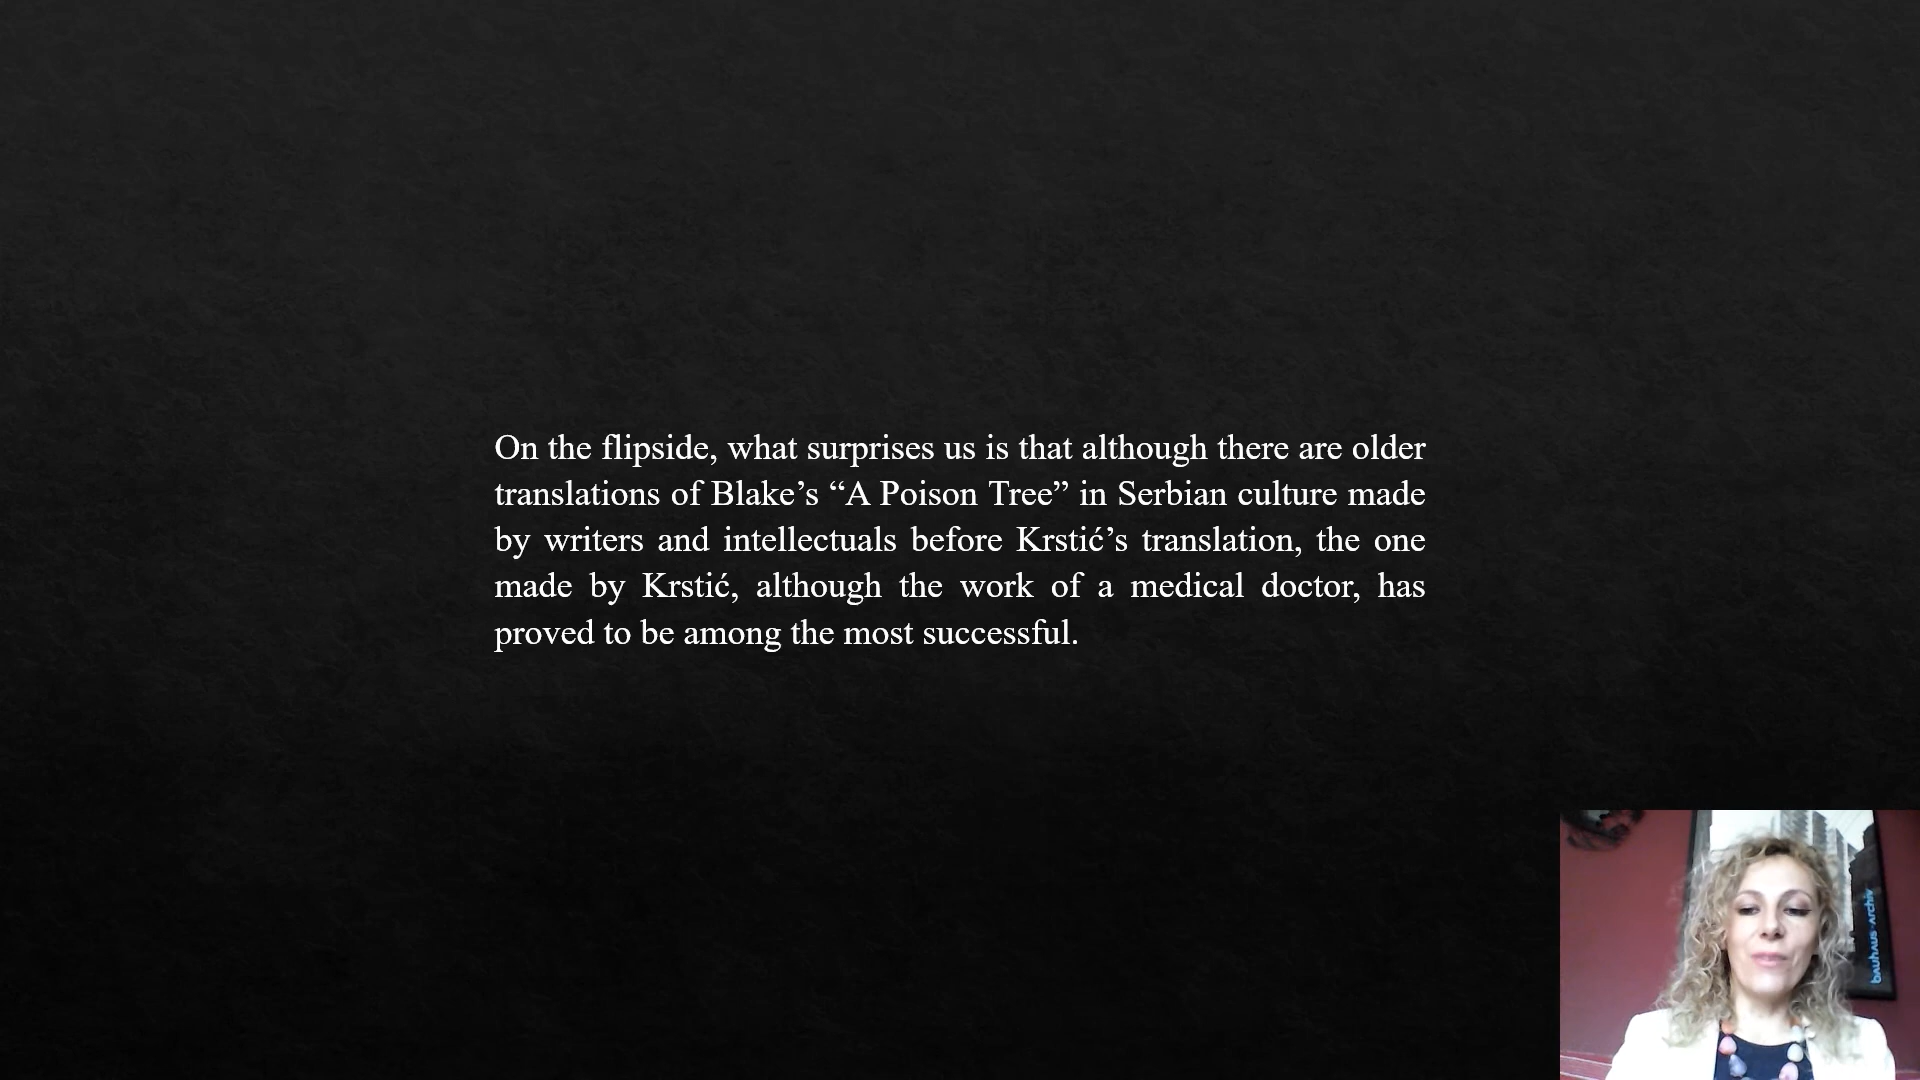 On the flipside, what surprises us is that although there are older
translations of Blake’s “A Poison Tree” in Serbian culture made
by writers and intellectuals before Krstić’s translation, the one
made by Krstić, although the work of a medical doctor, has
proved to be among the most successful.
bauhaus-archiv